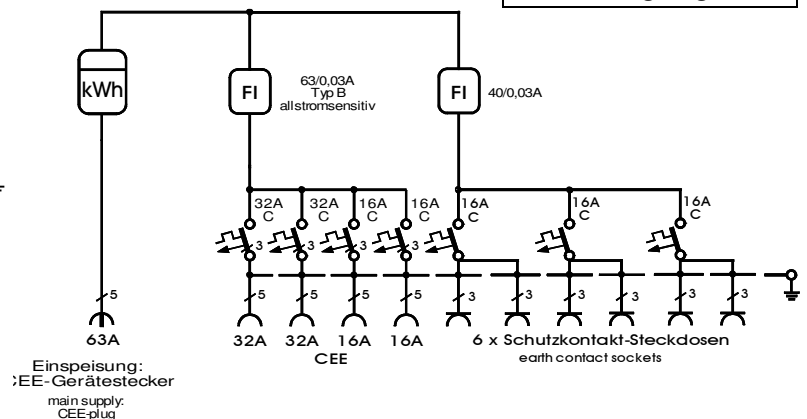 kWh
FI
63/0,03A
Typ B
allstromsensitiv
FI
40/0,03A
32A
C
32A
C
16A
C
16A
C
16A
C
16A
C
16A
C
3
3
3
3
5
5
5
5
5
3
3
3
3
3
3
63A
32A
32A
16A
16A
CEE
6 x Schutzkontakt-Steckdosen
earth contact sockets
Einspeisung:
CEE-Gerätestecker
main supply:
CEE-plug